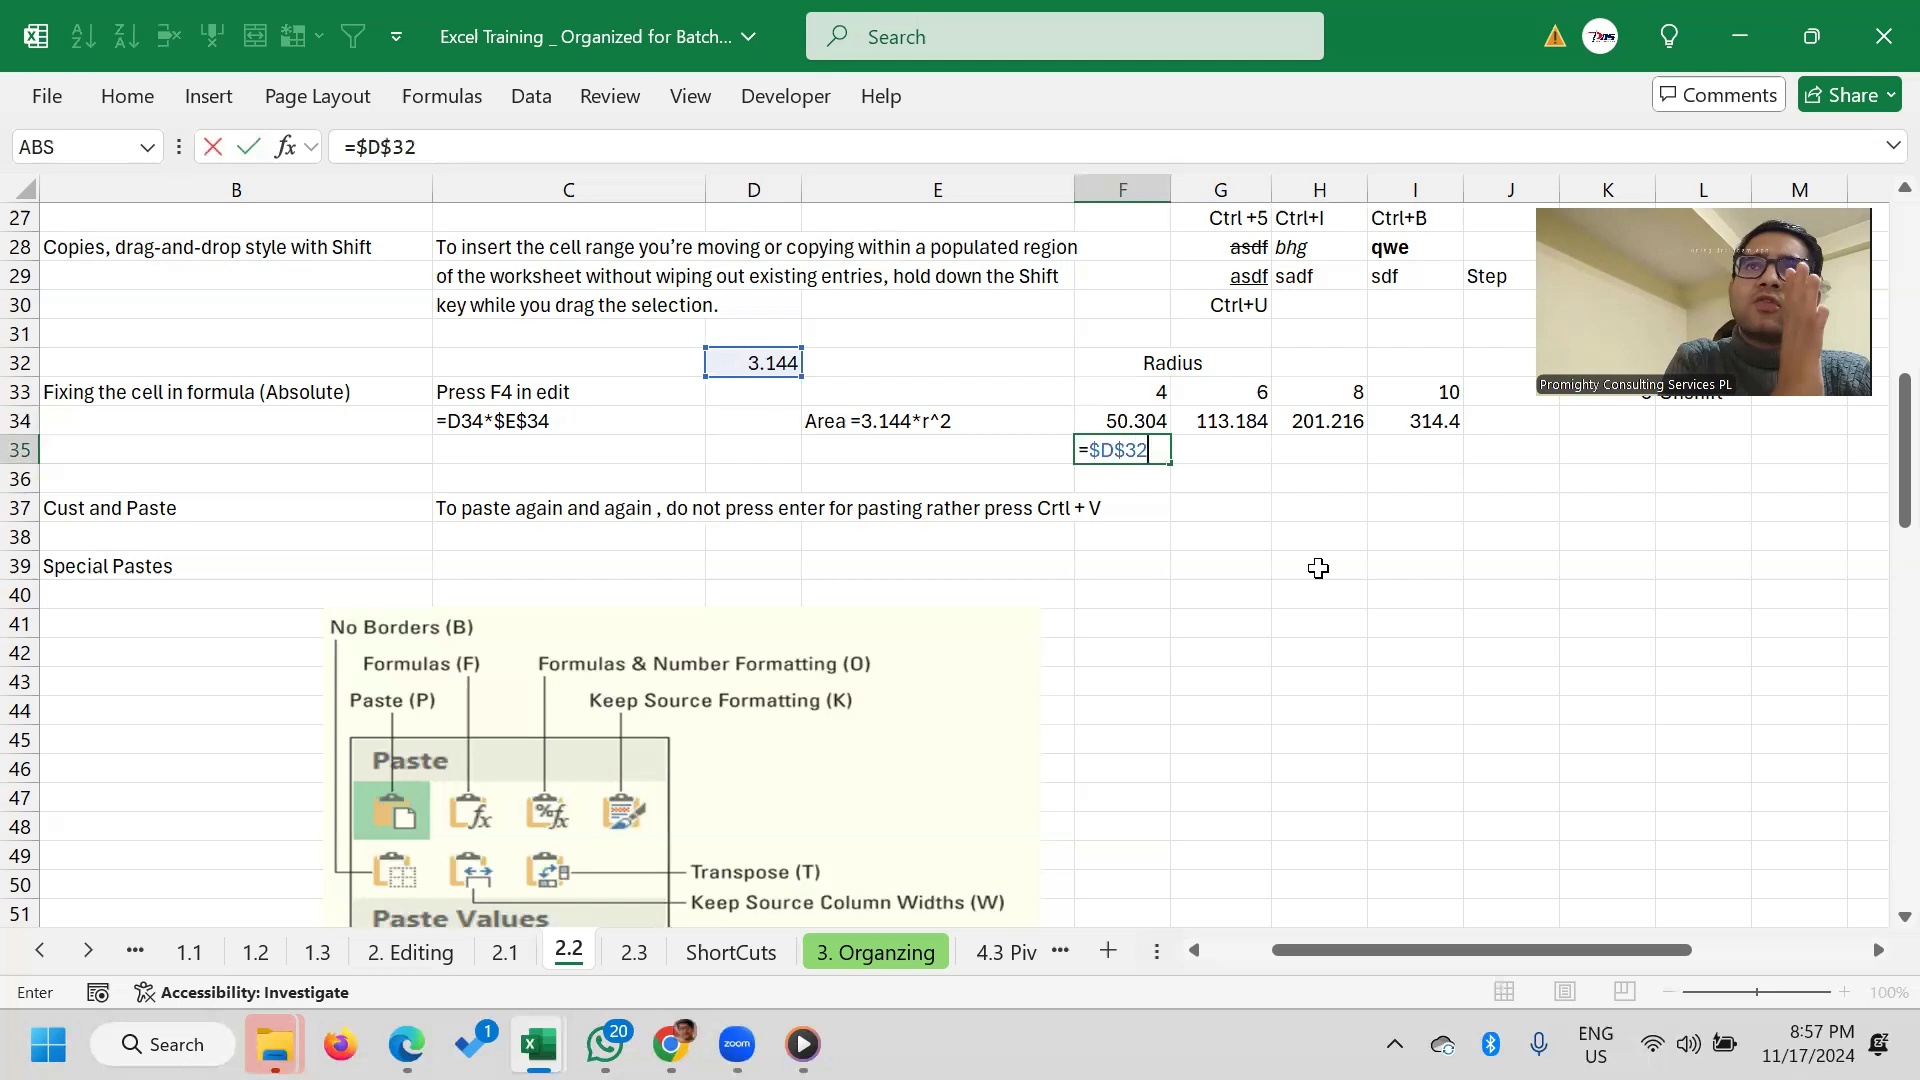 Excel Training _ Organized for Batch...
Search
File Home Insert Page Layout Formulas Data Review View Developer Help
Comments
Share
ABS
fx
=$D$32
B C D E F G H I J K L M
27 Ctrl +5 Ctrl+I Ctrl+B
28 Copies, drag-and-drop style with Shift To insert the cell range you’re moving or copying within a populated region asdf bhg qwe
29 of the worksheet without wiping out existing entries, hold down the Shift asdf sadf sdf Step
30 key while you drag the selection. Ctrl+U
31
32 3.144 Radius
33 Fixing the cell in formula (Absolute) Press F4 in edit 4 6 8 10
34 =D34*$E$34 Area =3.144*r^2 50.304 113.184 201.216 314.4
35 =$D$32
36
37 Cust and Paste To paste again and again , do not press enter for pasting rather press Crtl + V
38
39 Special Pastes
40
41
42
43
44
45
46
47
48
49
50
51
Promighty Consulting Services PL
No Borders (B)
Formulas (F) Formulas & Number Formatting (O)
Paste (P) Keep Source Formatting (K)
Paste
Transpose (T)
Keep Source Column Widths (W)
Paste Values
1.1 1.2 1.3 2. Editing 2.1 2.2 2.3 ShortCuts 3. Organzing 4.3 Piv
Enter
Accessibility: Investigate
100%
Search
1
20
zoom
ENG
US
8:57 PM
11/17/2024